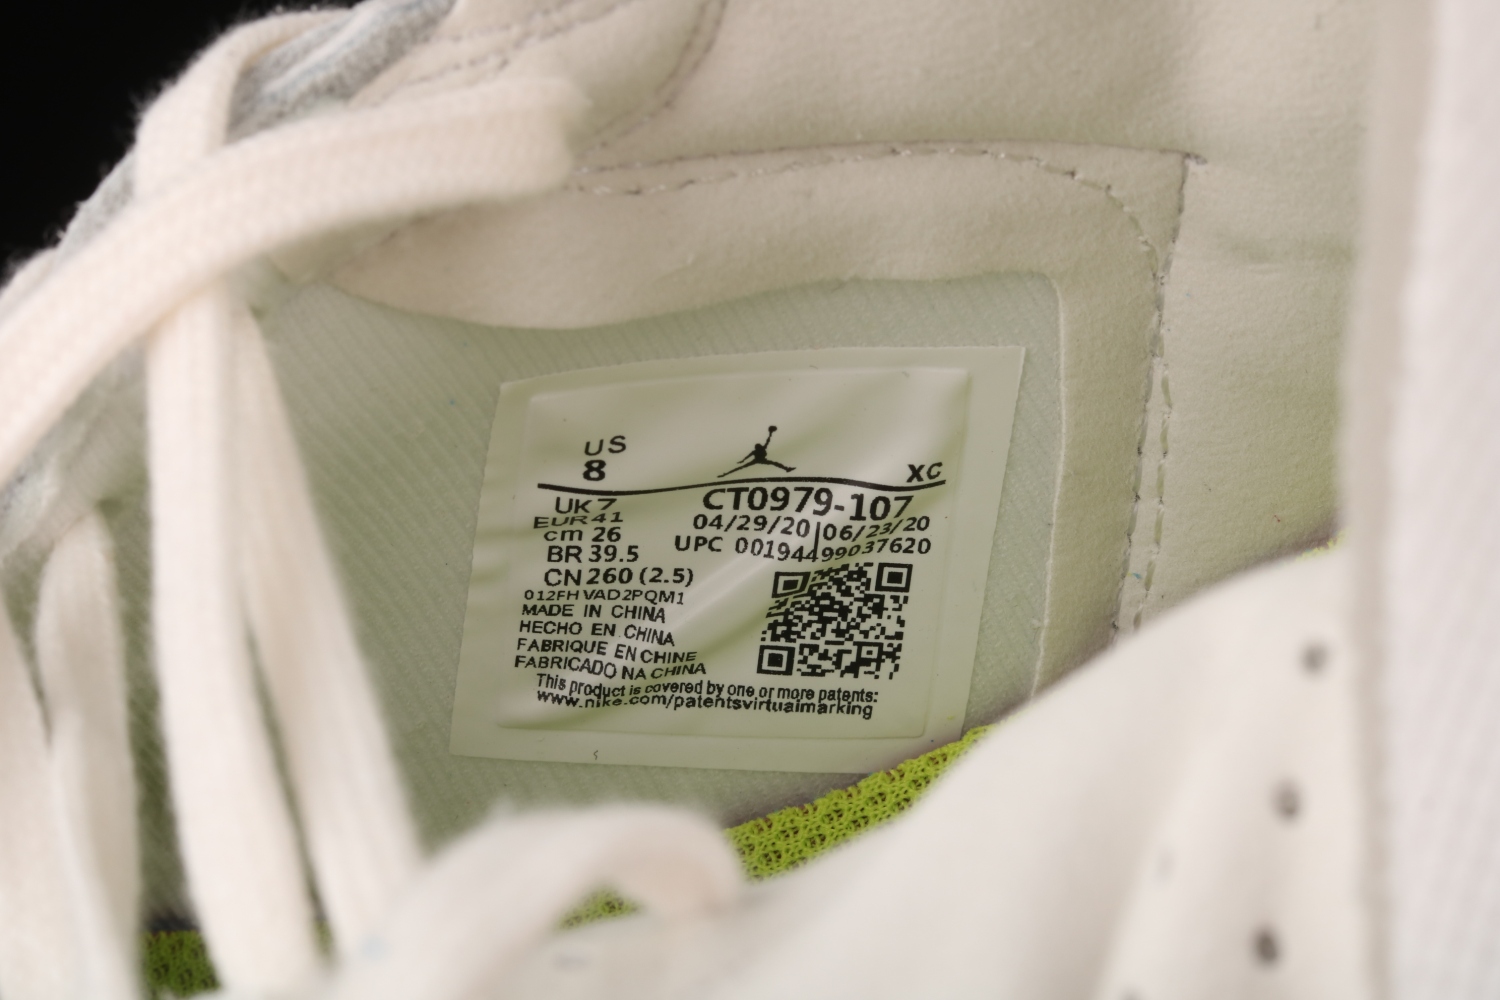 US
8
XC
UK 7
EUR 41
cm 26
BR 39.5
CN 260 (2.5)
CT0979-107
04/29/20|06/23/20
UPC 00194499037620
012FH VAD2PQM1
MADE IN CHINA
HECHO EN CHINA
FABRIQUE EN CHINE
FABRICADO NA CHINA
This product is covered by one or more patents:
www.nike.com/patentsvirtualmarking